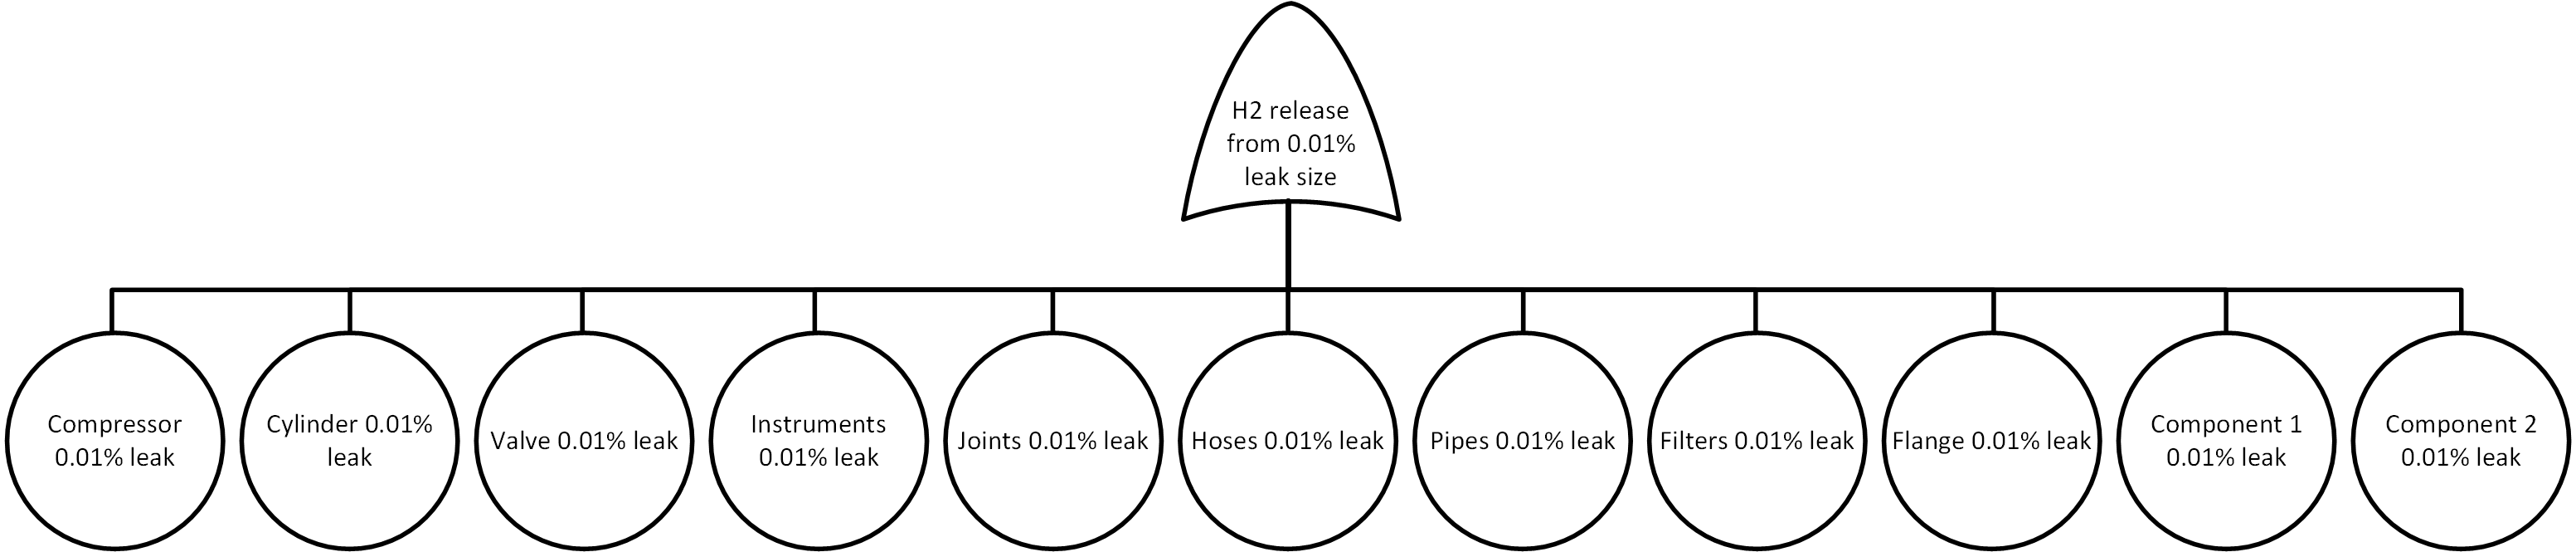 H2 release
from 0.01%
leak size
Compressor
0.01% leak
Cylinder 0.01%
leak
Valve 0.01% leak
Instruments
0.01% leak
Joints 0.01% leak
Hoses 0.01% leak
Pipes 0.01% leak
Filters 0.01% leak
Flange 0.01% leak
Component 1
0.01% leak
Component 2
0.01% leak